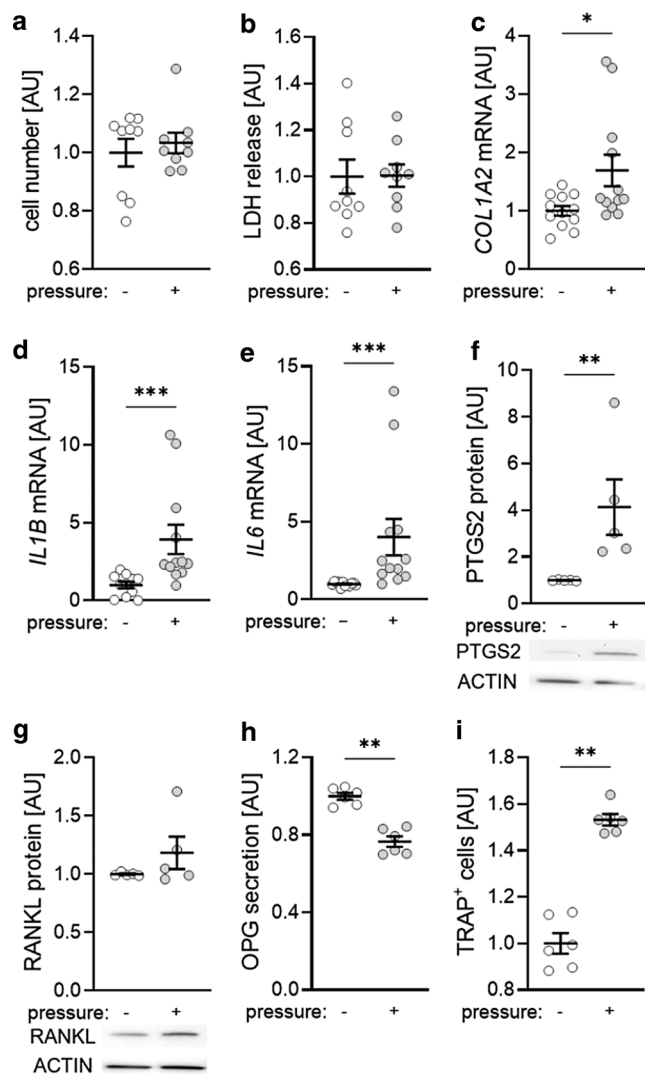 a
cell number [AU]
1.4
1.2
1.0
0.8
0.6
pressure: - +
b
LDH release [AU]
1.6
1.4
1.2
1.0
0.8
0.6
pressure: - +
c
*
COL1A2 mRNA [AU]
4
3
2
1
0
pressure: - +
d
***
IL1B mRNA [AU]
15
10
5
0
pressure: - +
e
***
IL6 mRNA [AU]
15
10
5
0
pressure: - +
f
**
PTGS2 protein [AU]
10
8
6
4
2
0
pressure: - +
PTGS2
ACTIN
g
RANKL protein [AU]
2.0
1.5
1.0
0.5
0.0
pressure: - +
RANKL
ACTIN
h
**
OPG secretion [AU]
1.2
0.8
0.4
0.0
pressure: - +
i
**
TRAP⁺ cells [AU]
1.8
1.6
1.4
1.2
1.0
0.8
pressure: - +